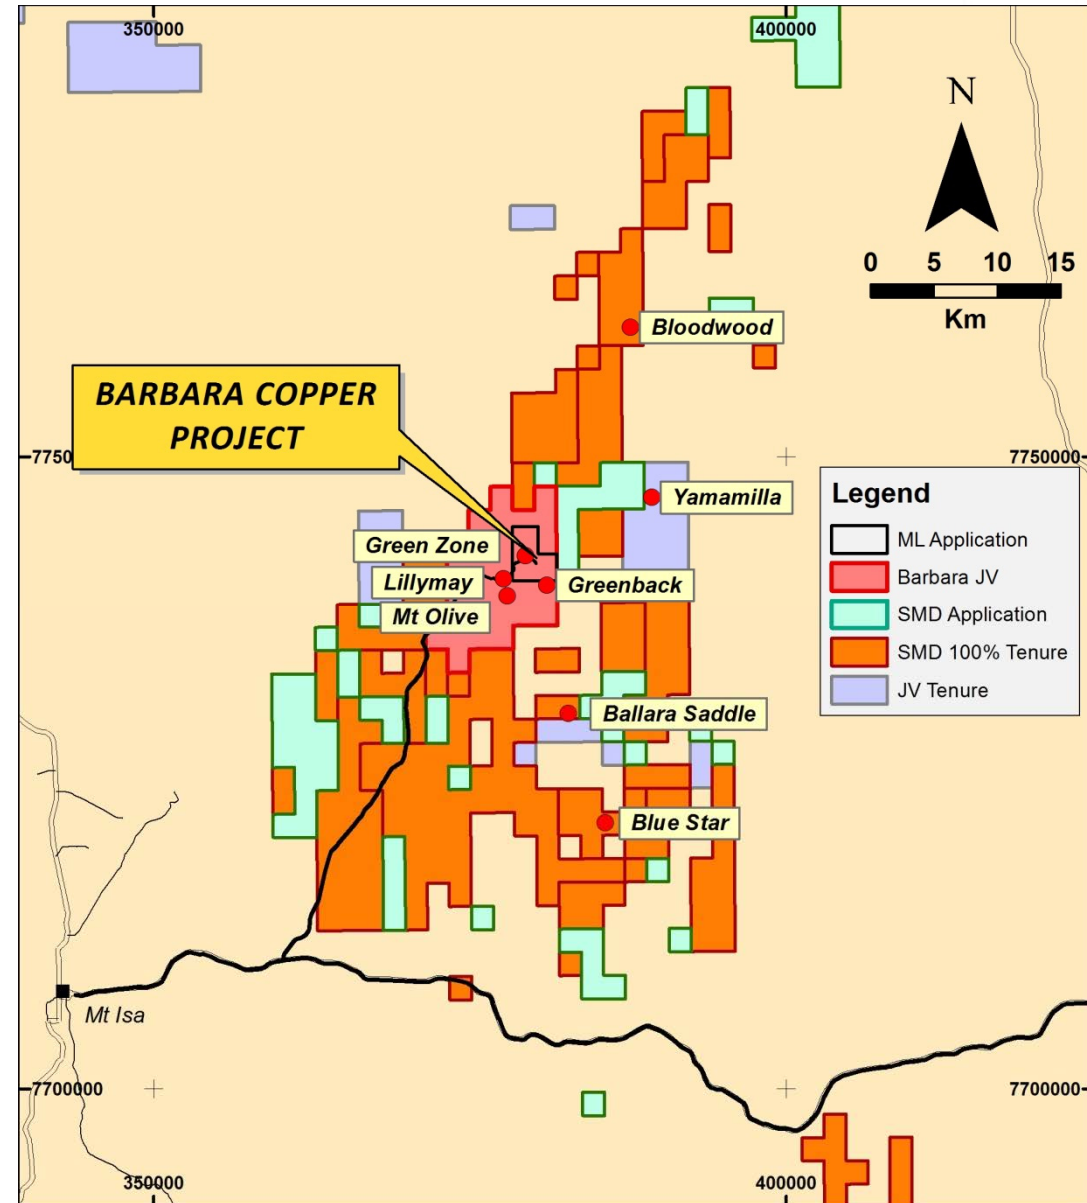 350000
400000
N
0 5 10 15
Km
Bloodwood
BARBARA COPPER
PROJECT
7750000
Yamamilla
Legend
ML Application
Barbara JV
SMD Application
SMD 100% Tenure
JV Tenure
Green Zone
Lillymay
Greenback
Mt Olive
Ballara Saddle
Blue Star
Mt Isa
7700000
7700000
350000
400000